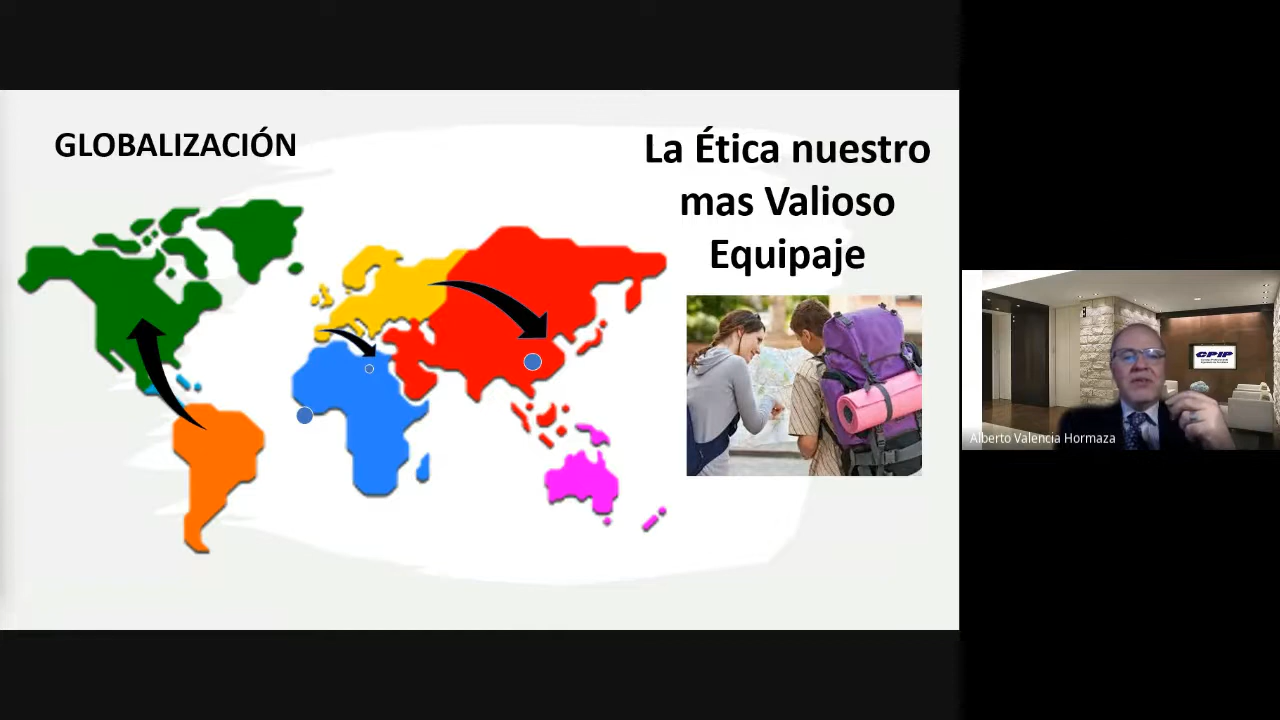 GLOBALIZACIÓN
La Ética nuestro
mas Valioso
Equipaje
CPIP
Alberto Valencia Hormaza